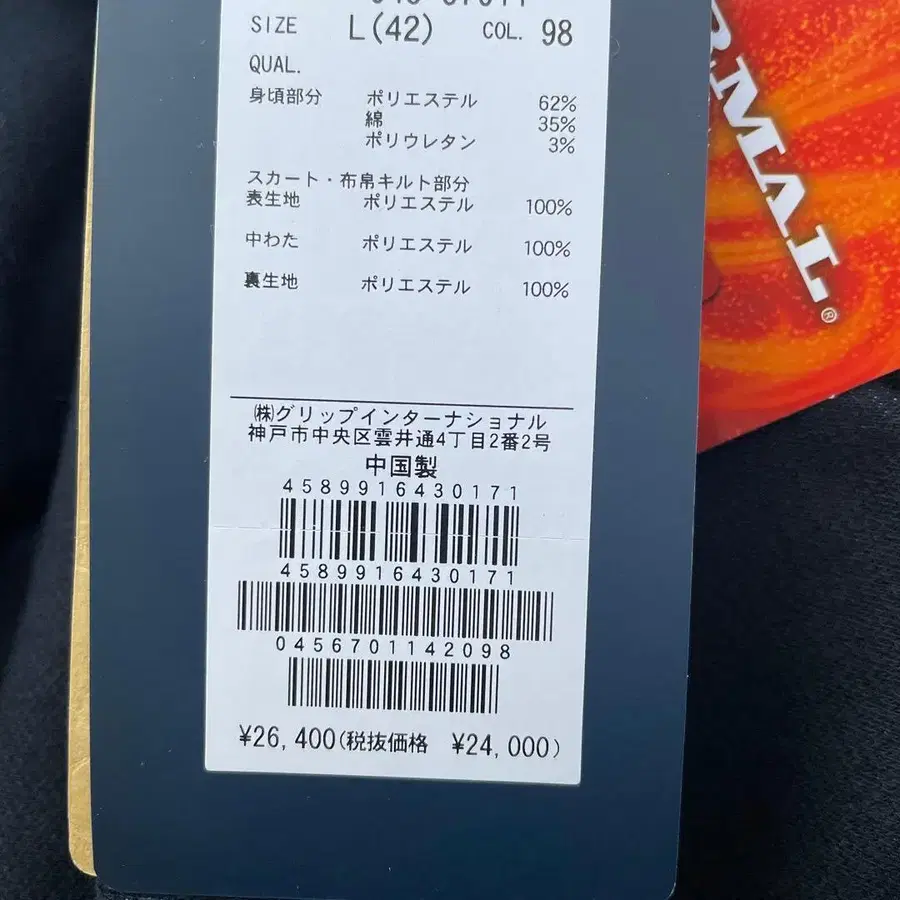 SIZE L(42) COL. 98
QUAL.
身頃部分 ポリエステル 62%
綿 35%
ポリウレタン 3%
スカート・布帛キルト部分
表生地 ポリエステル 100%
中わた ポリエステル 100%
裏生地 ポリエステル 100%
㈱グリップインターナショナル
神戸市中央区雲井通4丁目2番2号
中国製
4589916430171
4589916430171
0456701142098
¥26,400(税抜価格 ¥24,000)
RMAL®